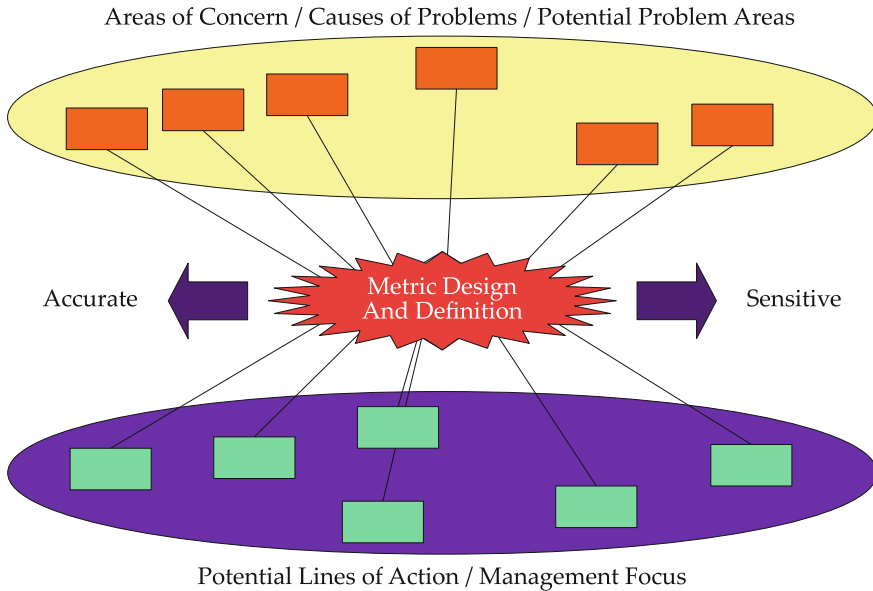 Areas of Concern / Causes of Problems / Potential Problem Areas
Metric Design
And Definition
Accurate
Sensitive
Potential Lines of Action / Management Focus